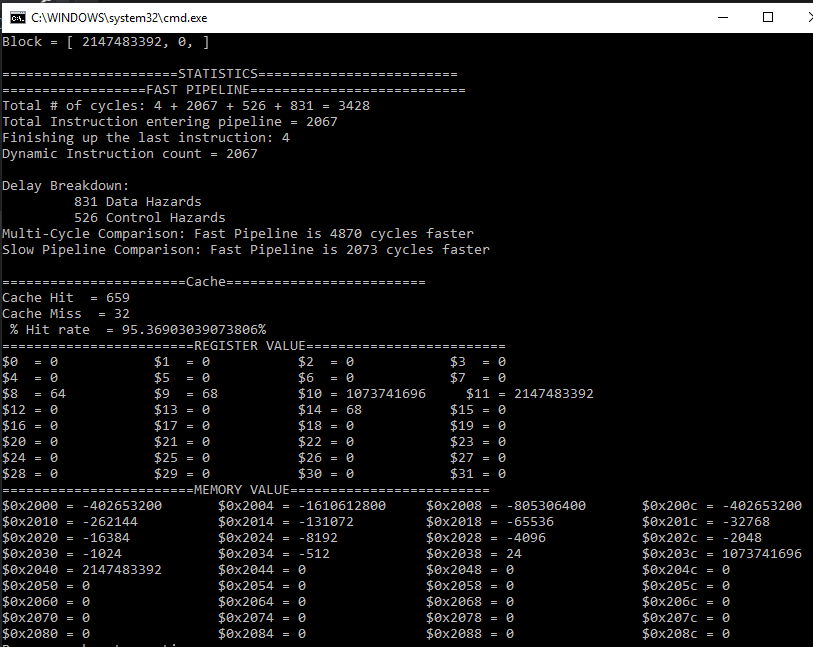 C:\WINDOWS\system32\cmd.exe
Block = [ 2147483392, 0, ]
======================STATISTICS=========================
==================FAST PIPELINE===========================
Total # of cycles: 4 + 2067 + 526 + 831 = 3428
Total Instruction entering pipeline = 2067
Finishing up the last instruction: 4
Dynamic Instruction count = 2067
Delay Breakdown:
831 Data Hazards
526 Control Hazards
Multi-Cycle Comparison: Fast Pipeline is 4870 cycles faster
Slow Pipeline Comparison: Fast Pipeline is 2073 cycles faster
=======================Cache=========================
Cache Hit  = 659
Cache Miss  = 32
% Hit rate  = 95.36903039073806%
========================REGISTER VALUE=========================
$0  = 0 $1  = 0 $2  = 0 $3  = 0
$4  = 0 $5  = 0 $6  = 0 $7  = 0
$8  = 64 $9  = 68 $10 = 1073741696 $11 = 2147483392
$12 = 0 $13 = 0 $14 = 68 $15 = 0
$16 = 0 $17 = 0 $18 = 0 $19 = 0
$20 = 0 $21 = 0 $22 = 0 $23 = 0
$24 = 0 $25 = 0 $26 = 0 $27 = 0
$28 = 0 $29 = 0 $30 = 0 $31 = 0
========================MEMORY VALUE=========================
$0x2000 = -402653200 $0x2004 = -1610612800 $0x2008 = -805306400 $0x200c = -402653200
$0x2010 = -262144 $0x2014 = -131072 $0x2018 = -65536 $0x201c = -32768
$0x2020 = -16384 $0x2024 = -8192 $0x2028 = -4096 $0x202c = -2048
$0x2030 = -1024 $0x2034 = -512 $0x2038 = 24 $0x203c = 1073741696
$0x2040 = 2147483392 $0x2044 = 0 $0x2048 = 0 $0x204c = 0
$0x2050 = 0 $0x2054 = 0 $0x2058 = 0 $0x205c = 0
$0x2060 = 0 $0x2064 = 0 $0x2068 = 0 $0x206c = 0
$0x2070 = 0 $0x2074 = 0 $0x2078 = 0 $0x207c = 0
$0x2080 = 0 $0x2084 = 0 $0x2088 = 0 $0x208c = 0